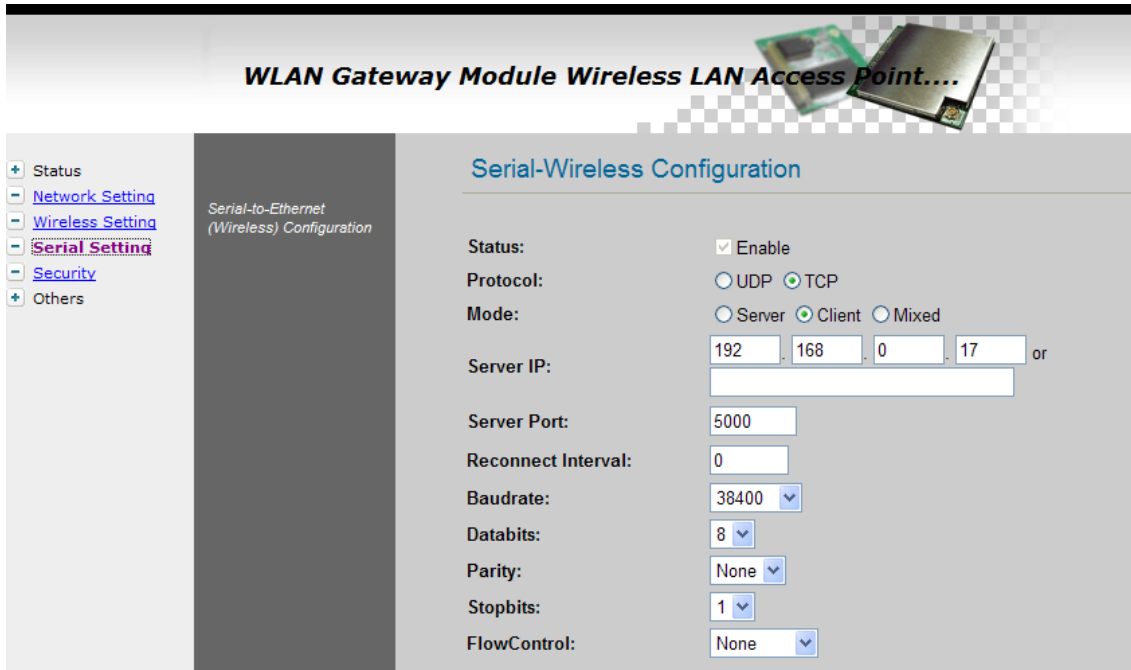 WLAN Gateway Module Wireless LAN Access Point....
Status
Network Setting
Wireless Setting
Serial Setting
Security
Others
Serial-to-Ethernet
(Wireless) Configuration
Serial-Wireless Configuration
Status: Enable
Protocol: UDP TCP
Mode: Server Client Mixed
Server IP: 192 . 168 . 0 . 17 or
Server Port: 5000
Reconnect Interval: 0
Baudrate: 38400
Databits: 8
Parity: None
Stopbits: 1
FlowControl: None